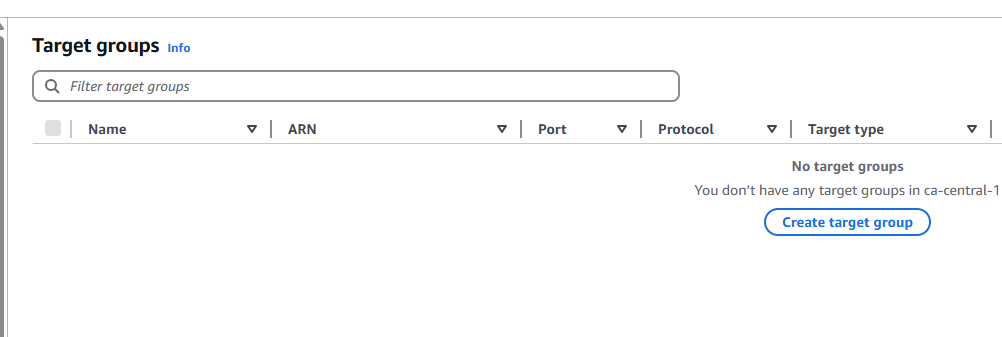 Target groups Info
Filter target groups
Name ARN Port Protocol Target type
No target groups
You don’t have any target groups in ca-central-1
Create target group